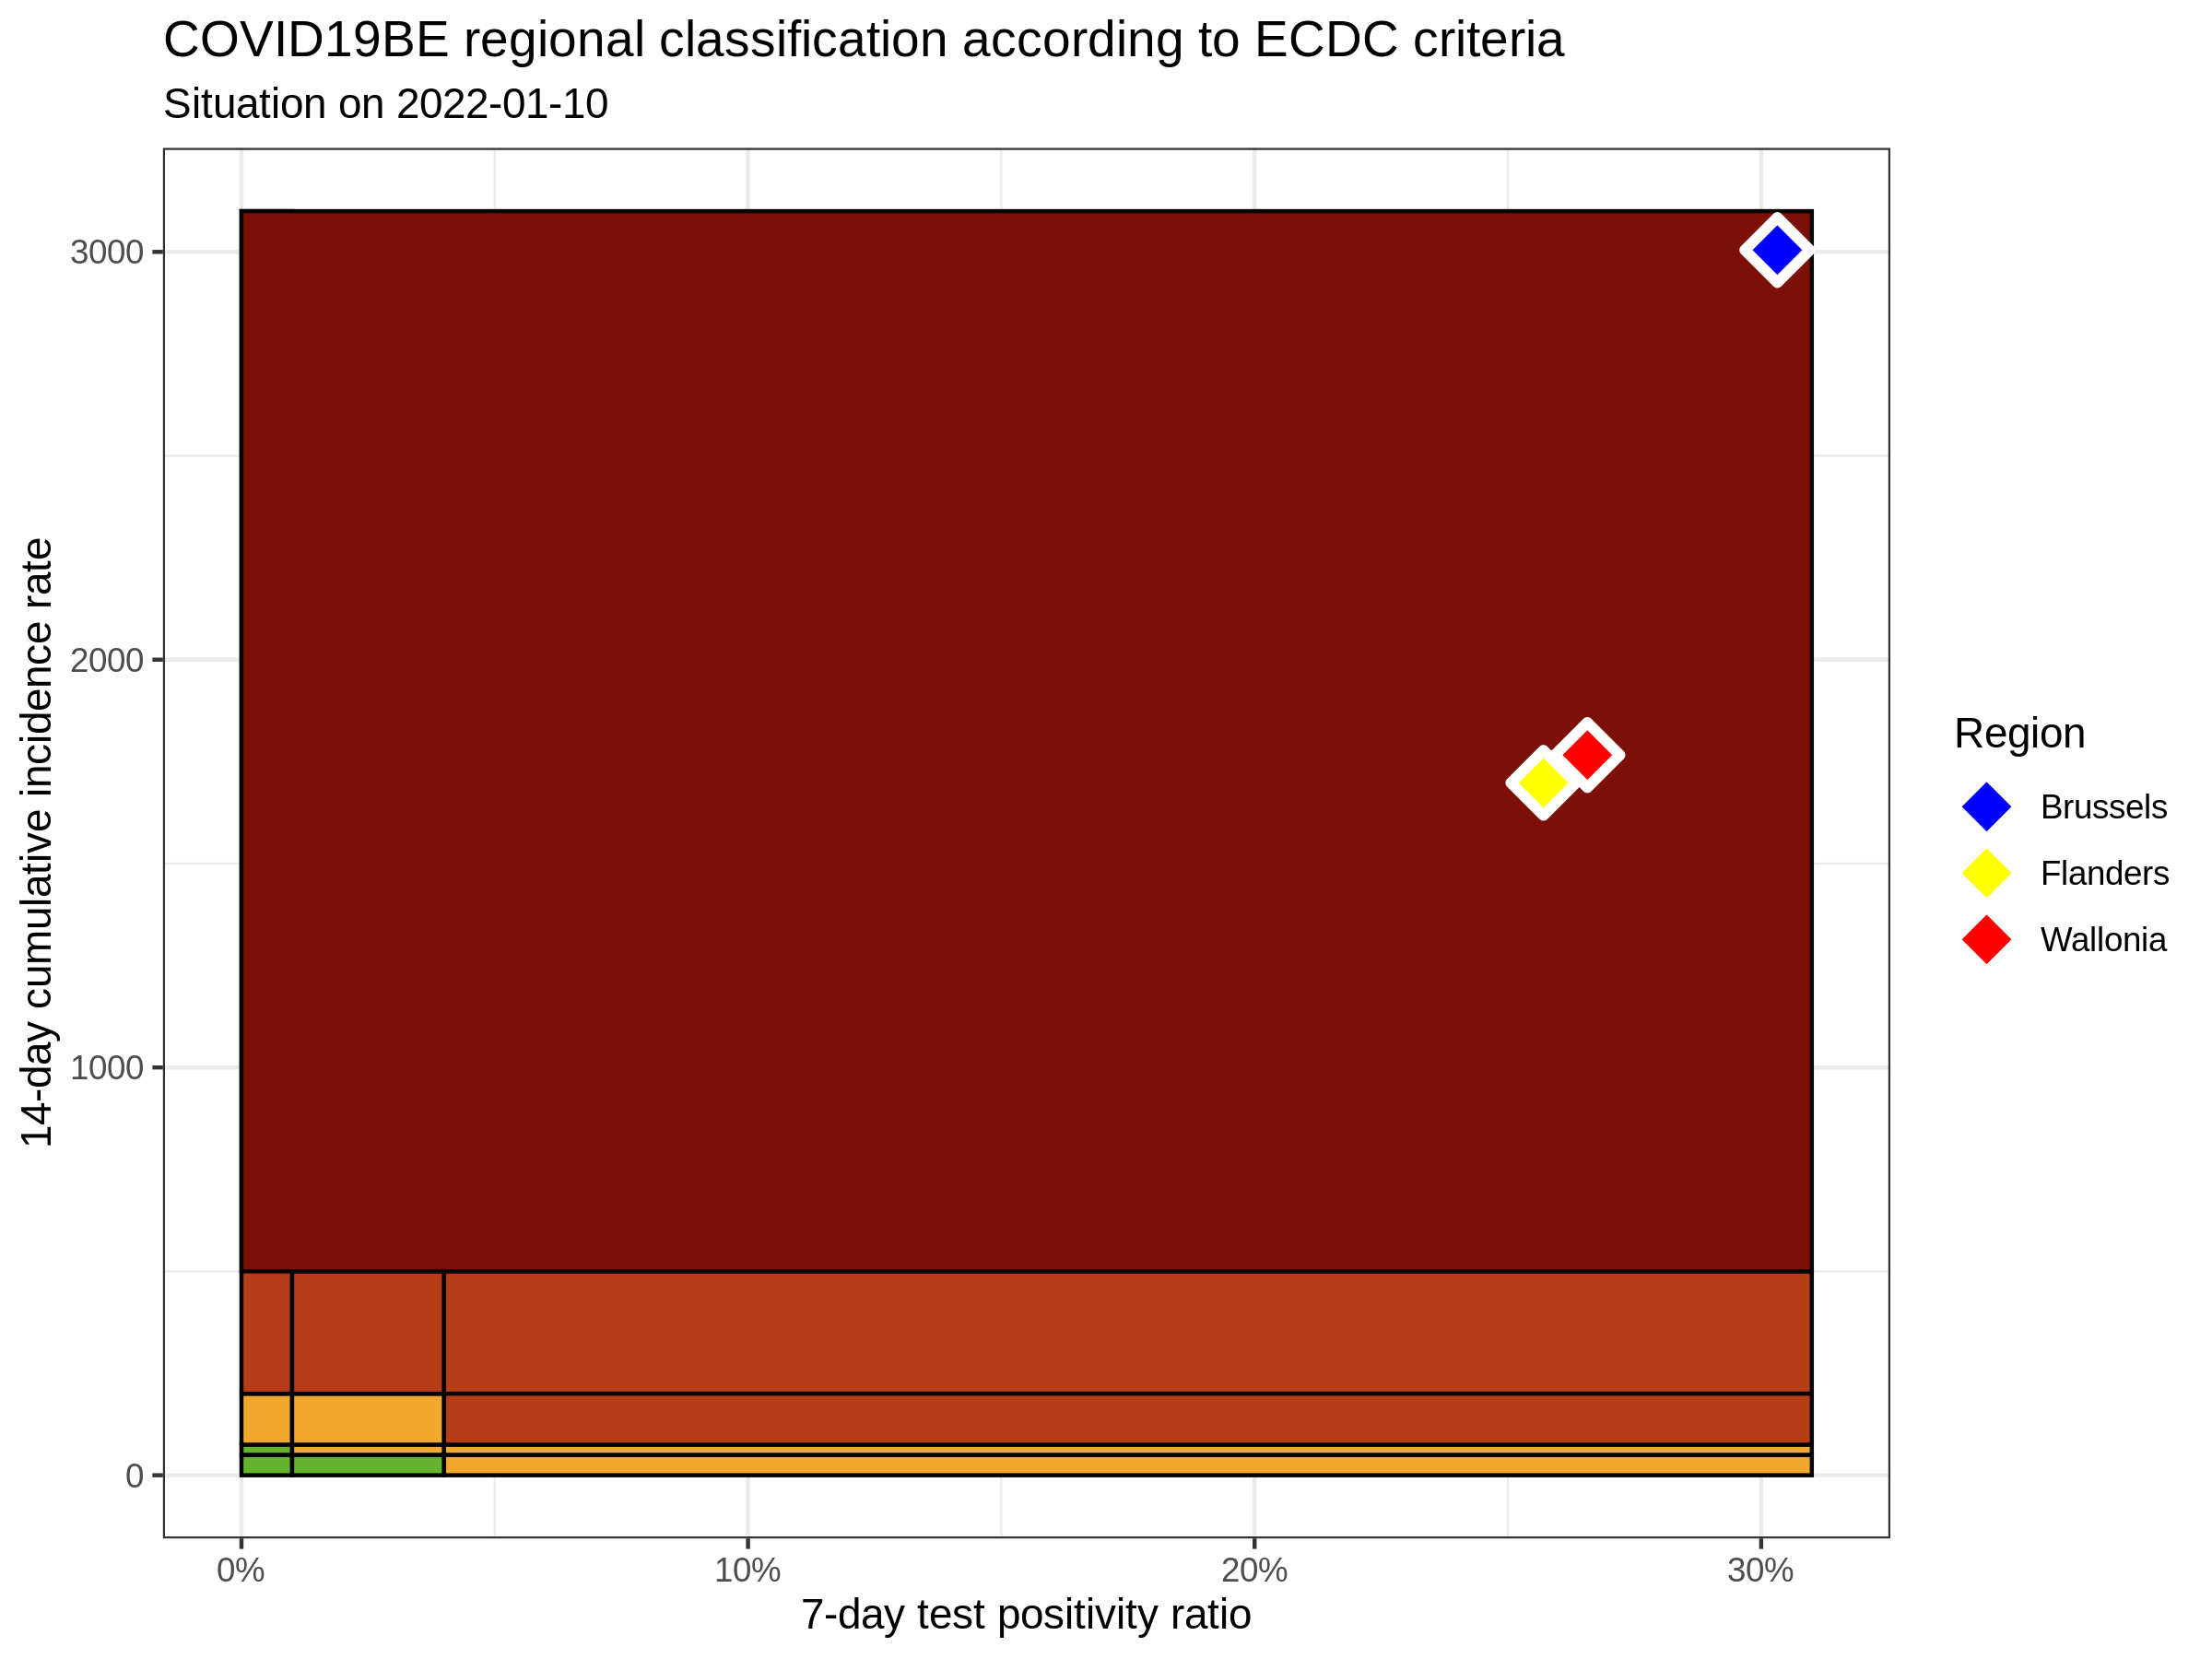 COVID19BE regional classification according to ECDC criteria
Situation on 2022-01-10
14-day cumulative incidence rate
3000
2000
1000
0
0%
10%
20%
30%
7-day test positivity ratio
Region
Brussels
Flanders
Wallonia